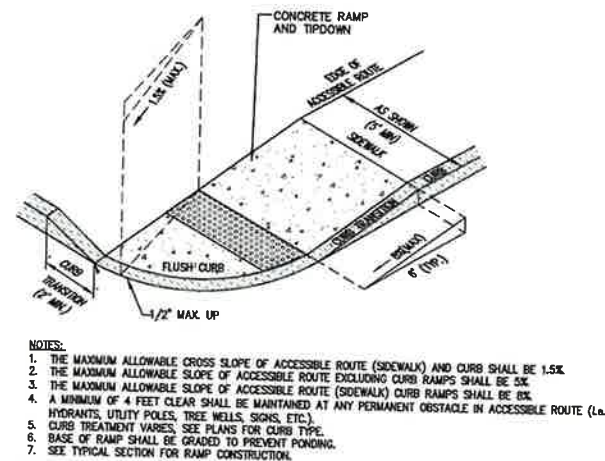 CONCRETE RAMP
AND TIPDOWN
1.5% (MAX.)
EDGE OF
ACCESSIBLE ROUTE
AS SHOWN
(5' MIN)
SIDEWALK
CURB
CURB TRANSITION
8%(MAX)
6" (TYP.)
FLUSH CURB
CURB
TRANSITION
(2' MIN.)
1/2" MAX. UP
NOTES:
1. THE MAXIMUM ALLOWABLE CROSS SLOPE OF ACCESSIBLE ROUTE (SIDEWALK) AND CURB SHALL BE 1.5%
2. THE MAXIMUM ALLOWABLE SLOPE OF ACCESSIBLE ROUTE EXCLUDING CURB RAMPS SHALL BE 5%
3. THE MAXIMUM ALLOWABLE SLOPE OF ACCESSIBLE ROUTE (SIDEWALK) CURB RAMPS SHALL BE 8%
4. A MINIMUM OF 4 FEET CLEAR SHALL BE MAINTAINED AT ANY PERMANENT OBSTACLE IN ACCESSIBLE ROUTE (i.e.
HYDRANTS, UTILITY POLES, TREE WELLS, SIGNS, ETC.).
5. CURB TREATMENT VARIES, SEE PLANS FOR CURB TYPE.
6. BASE OF RAMP SHALL BE GRADED TO PREVENT PONDING.
7. SEE TYPICAL SECTION FOR RAMP CONSTRUCTION.